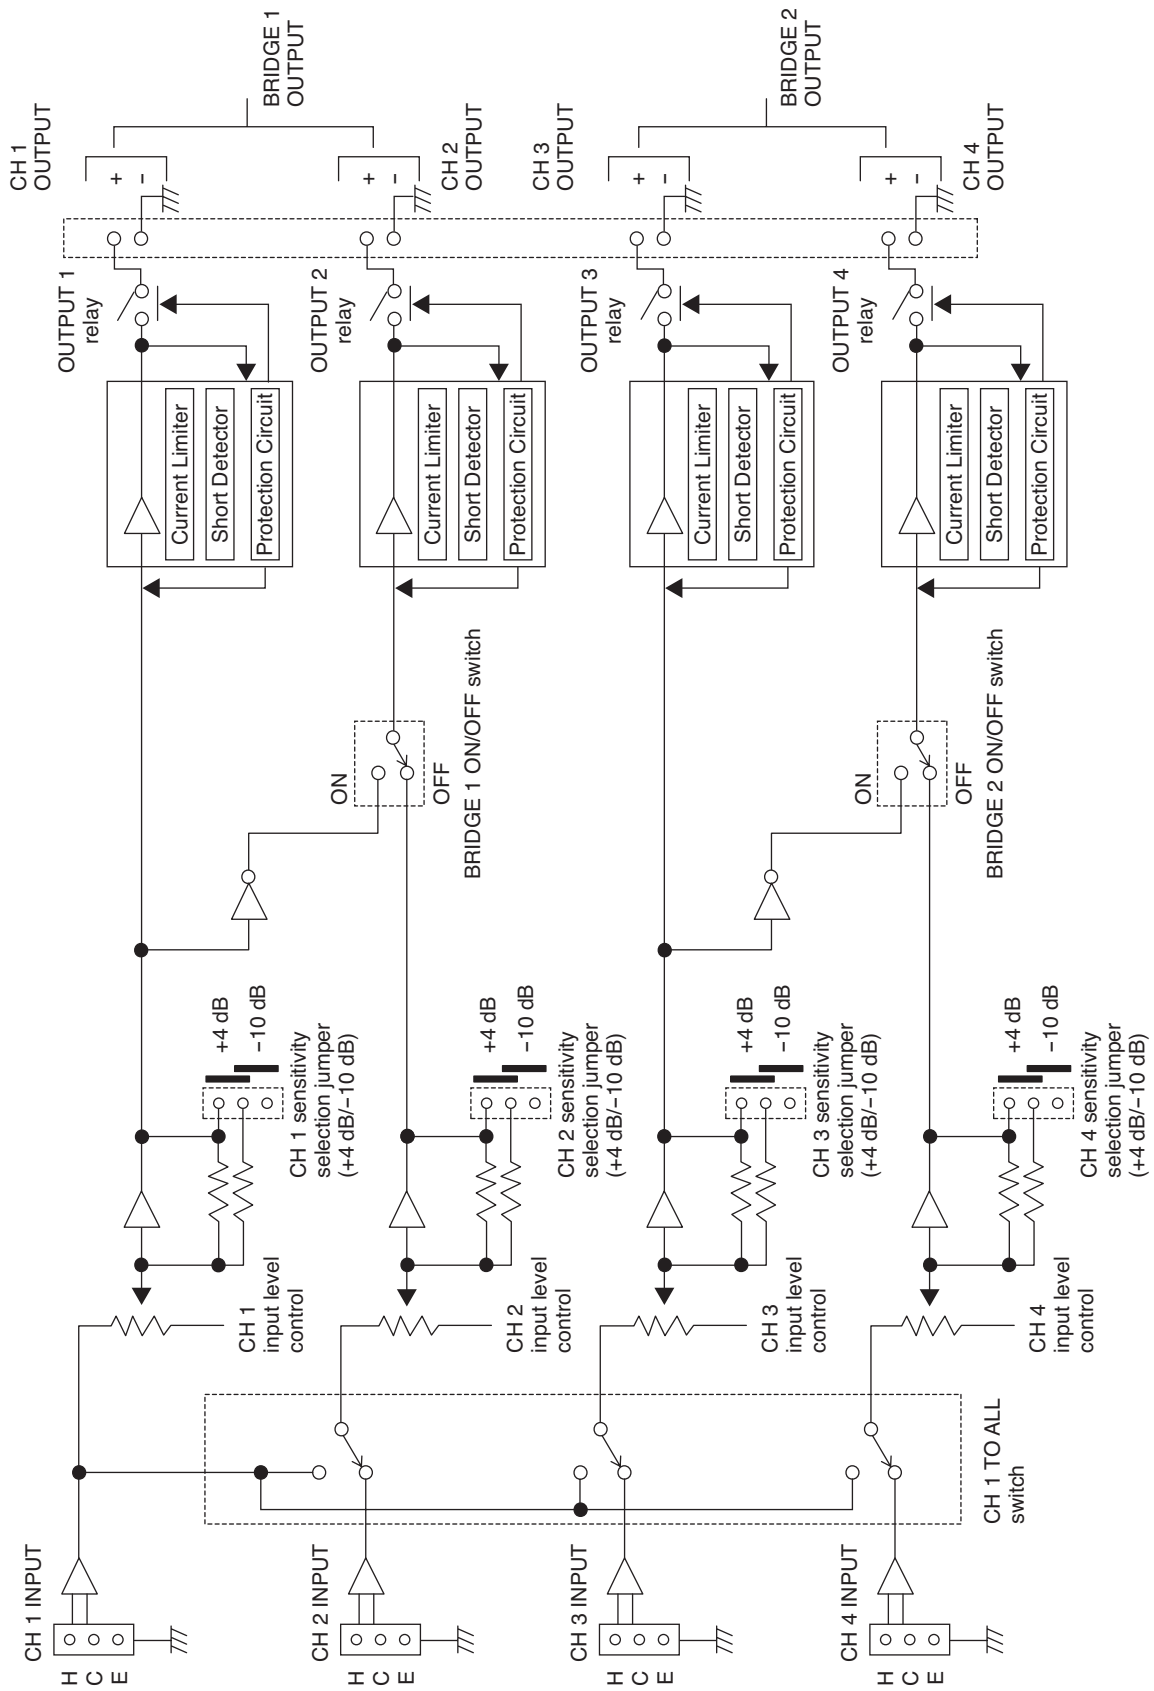 CH 1 INPUT
H
C
E
CH 2 INPUT
H
C
E
CH 3 INPUT
H
C
E
CH 4 INPUT
H
C
E
CH 1 TO ALL
switch
CH 1
input level
control
CH 2
input level
control
CH 3
input level
control
CH 4
input level
control
+4 dB
−10 dB
CH 1 sensitivity
selection jumper
(+4 dB/−10 dB)
+4 dB
−10 dB
CH 2 sensitivity
selection jumper
(+4 dB/−10 dB)
+4 dB
−10 dB
CH 3 sensitivity
selection jumper
(+4 dB/−10 dB)
+4 dB
−10 dB
CH 4 sensitivity
selection jumper
(+4 dB/−10 dB)
ON
OFF
BRIDGE 1 ON/OFF switch
ON
OFF
BRIDGE 2 ON/OFF switch
Current Limiter
Short Detector
Protection Circuit
Current Limiter
Short Detector
Protection Circuit
Current Limiter
Short Detector
Protection Circuit
Current Limiter
Short Detector
Protection Circuit
OUTPUT 1
relay
OUTPUT 2
relay
OUTPUT 3
relay
OUTPUT 4
relay
CH 1
OUTPUT
+
−
+
−
CH 2
OUTPUT
CH 3
OUTPUT
+
−
+
−
CH 4
OUTPUT
BRIDGE 1
OUTPUT
BRIDGE 2
OUTPUT